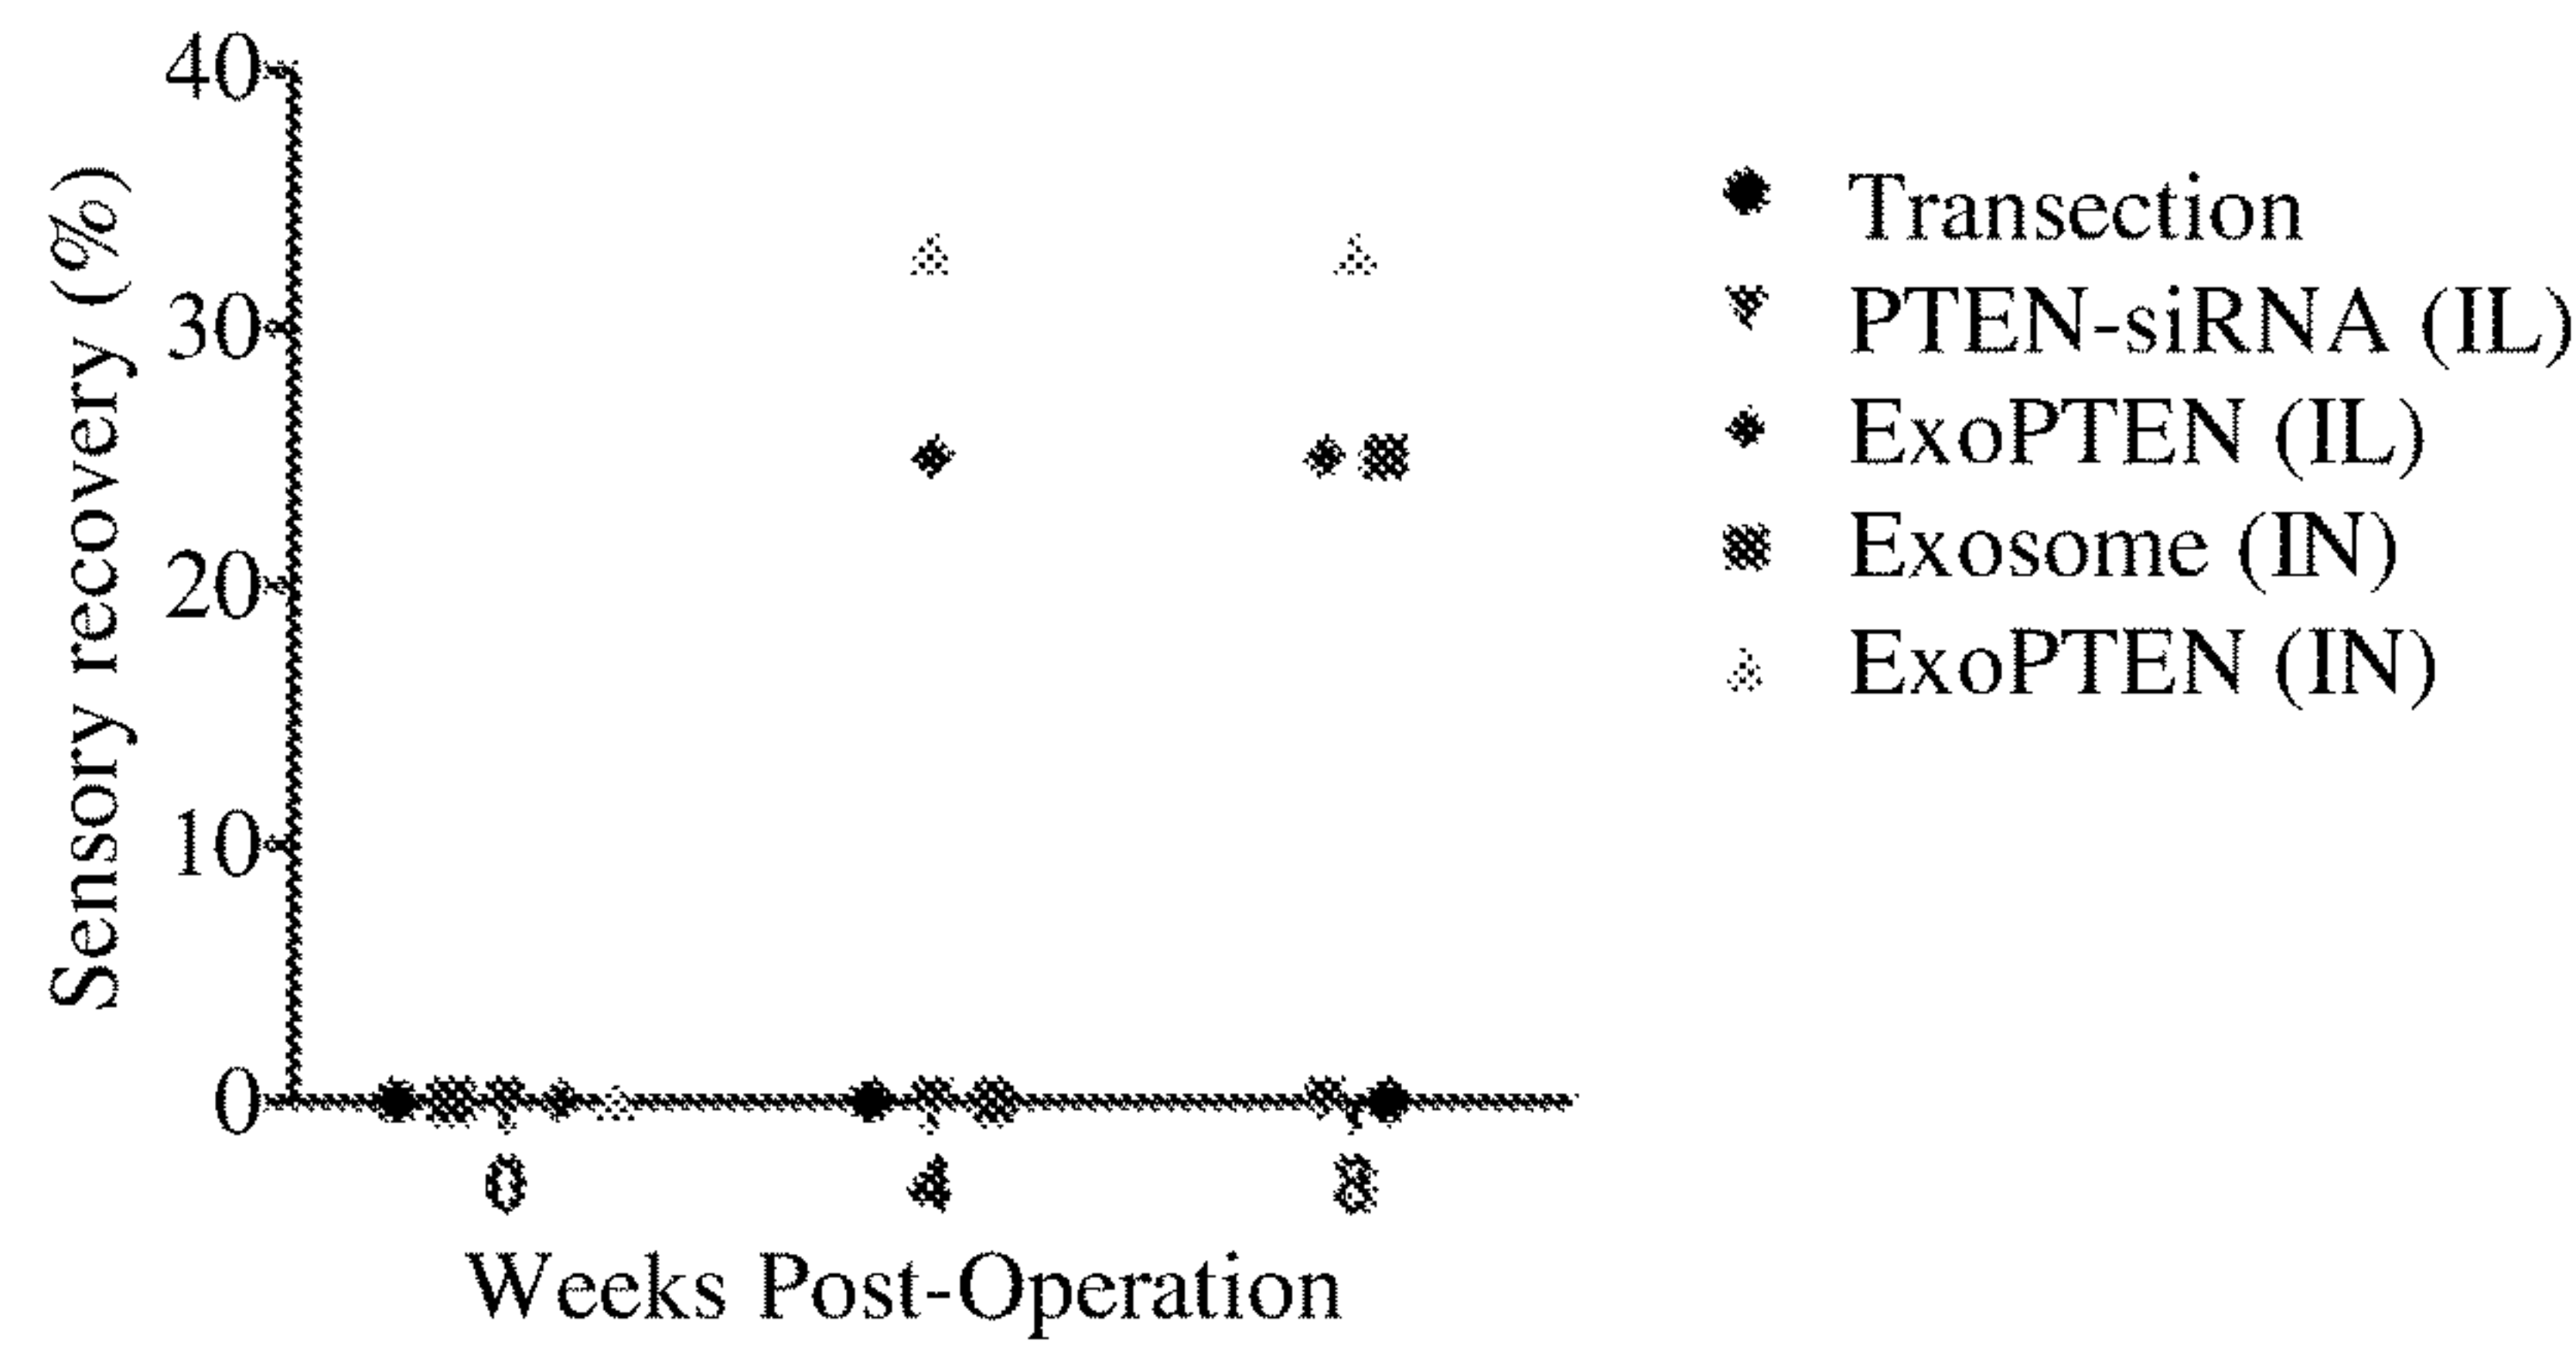 Sensory recovery (%)
40
30
20
10
0
0
4
8
Weeks Post-Operation
Transection
PTEN-siRNA (IL)
ExoPTEN (IL)
Exosome (IN)
ExoPTEN (IN)